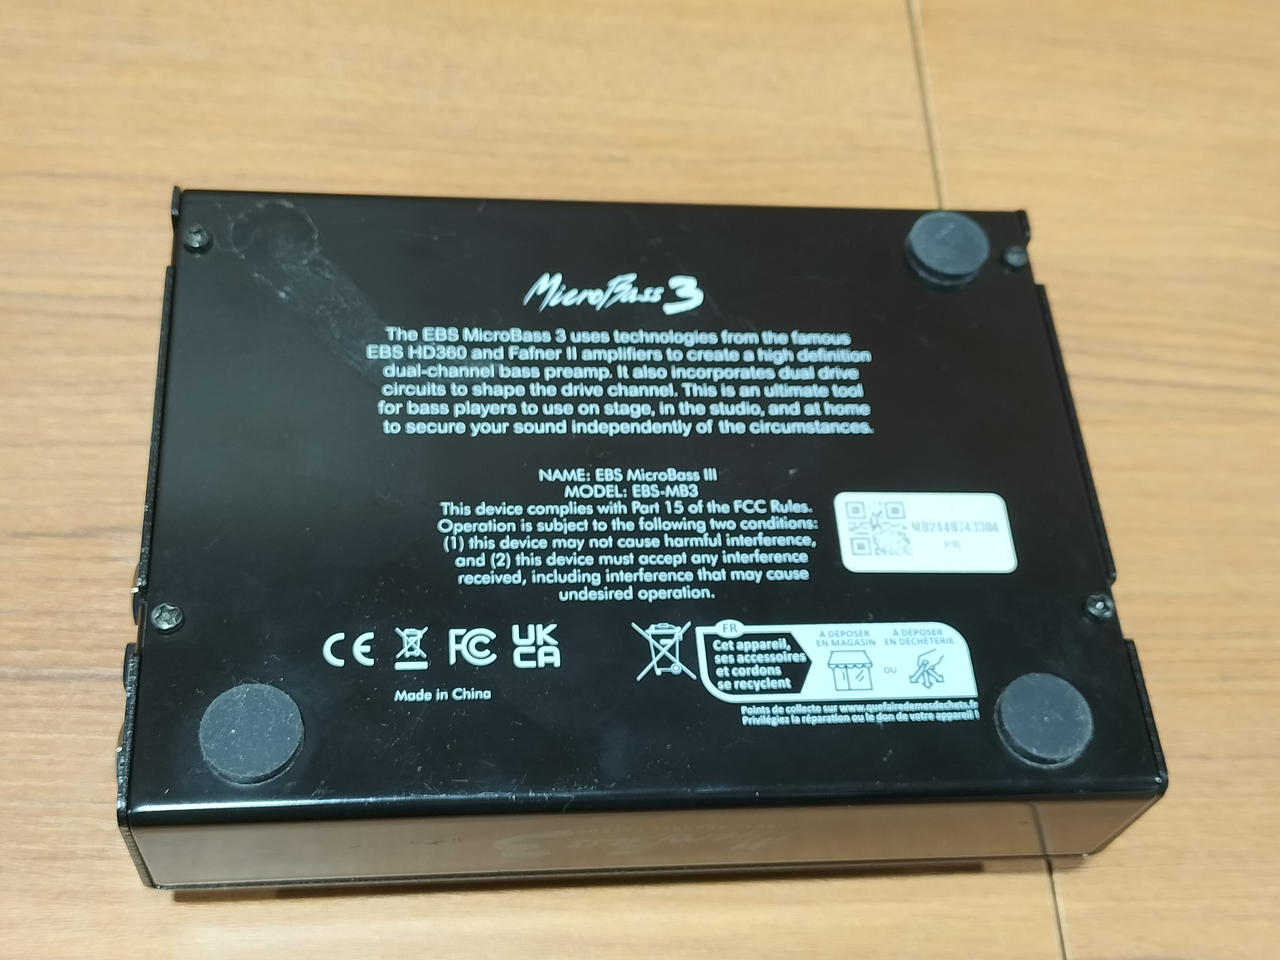 MicroBass 3
The EBS MicroBass 3 uses technologies from the famous
EBS HD360 and Fafner II amplifiers to create a high definition
dual-channel bass preamp. It also incorporates dual drive
circuits to shape the drive channel. This is an ultimate tool
for bass players to use on stage, in the studio, and at home
to secure your sound independently of the circumstances.
NAME: EBS MicroBass III
MODEL: EBS-MB3
This device complies with Part 15 of the FCC Rules.
Operation is subject to the following two conditions:
(1) this device may not cause harmful interference,
and (2) this device must accept any interference
received, including interference that may cause
undesired operation.
PB
CE FC UK
CA
Made in China
FR
Cet appareil,
ses accessoires
et cordons
se recyclent
À DÉPOSER
EN MAGASIN
OU
À DÉPOSER
EN DÉCHÈTERIE
Points de collecte sur www.quefairedemesdechets.fr
Privilégiez la réparation ou le don de votre appareil !